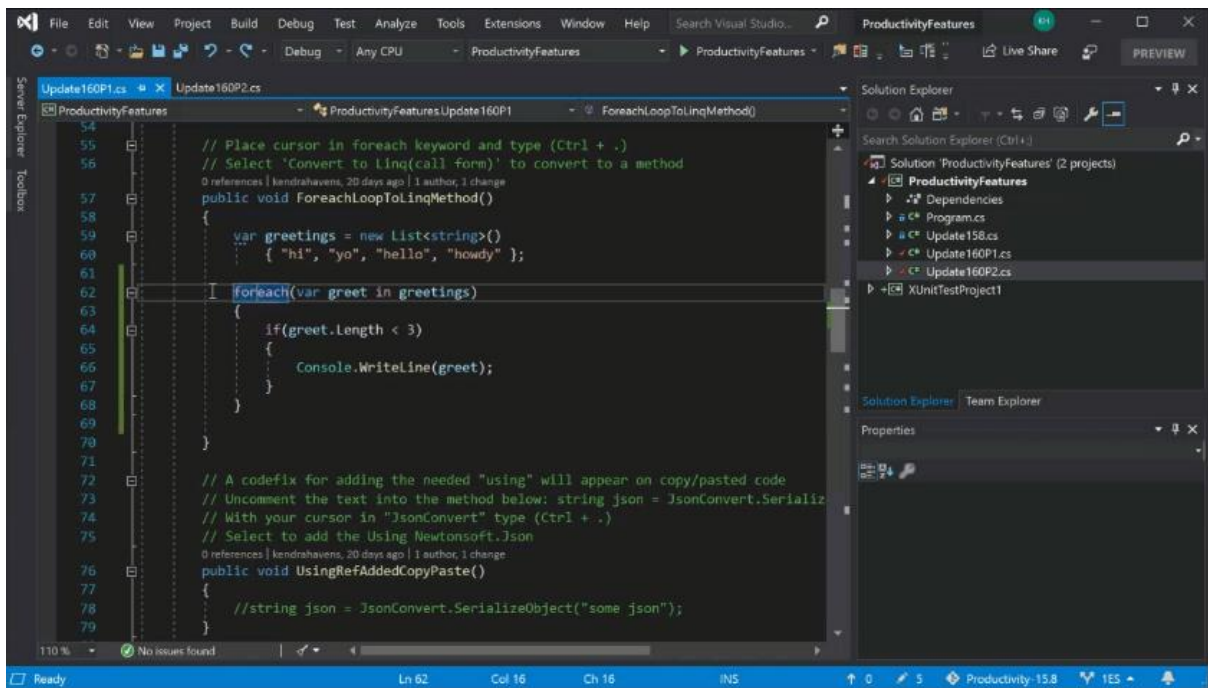 File Edit View Project Build Debug Test Analyze Tools Extensions Window Help Search Visual Studio... ProductivityFeatures KH
Debug Any CPU ProductivityFeatures ProductivityFeatures Live Share PREVIEW
Server Explorer
Toolbox
Update160P1.cs Update160P2.cs
ProductivityFeatures ProductivityFeatures.Update160P1 ForeachLoopToLinqMethod()
54
55 // Place cursor in foreach keyword and type (Ctrl + .)
56 // Select 'Convert to Linq(call form)' to convert to a method
0 references | kendrahavens, 20 days ago | 1 author, 1 change
57 public void ForeachLoopToLinqMethod()
58 {
59 var greetings = new List<string>()
60 { "hi", "yo", "hello", "howdy" };
61
62 foreach(var greet in greetings)
63 {
64 if(greet.Length < 3)
65 {
66 Console.WriteLine(greet);
67 }
68 }
69
70 }
71
72 // A codefix for adding the needed "using" will appear on copy/pasted code
73 // Uncomment the text into the method below: string json = JsonConvert.Serializ
74 // With your cursor in "JsonConvert" type (Ctrl + .)
75 // Select to add the Using Newtonsoft.Json
0 references | kendrahavens, 20 days ago | 1 author, 1 change
76 public void UsingRefAddedCopyPaste()
77 {
78 //string json = JsonConvert.SerializeObject("some json");
79 }
110 % No issues found
Solution Explorer
Search Solution Explorer (Ctrl+;)
Solution 'ProductivityFeatures' (2 projects)
ProductivityFeatures
Dependencies
C# Program.cs
C# Update158.cs
C# Update160P1.cs
C# Update160P2.cs
XUnitTestProject1
Solution Explorer Team Explorer
Properties
Ready Ln 62 Col 16 Ch 16 INS 0 5 Productivity-15.8 1ES